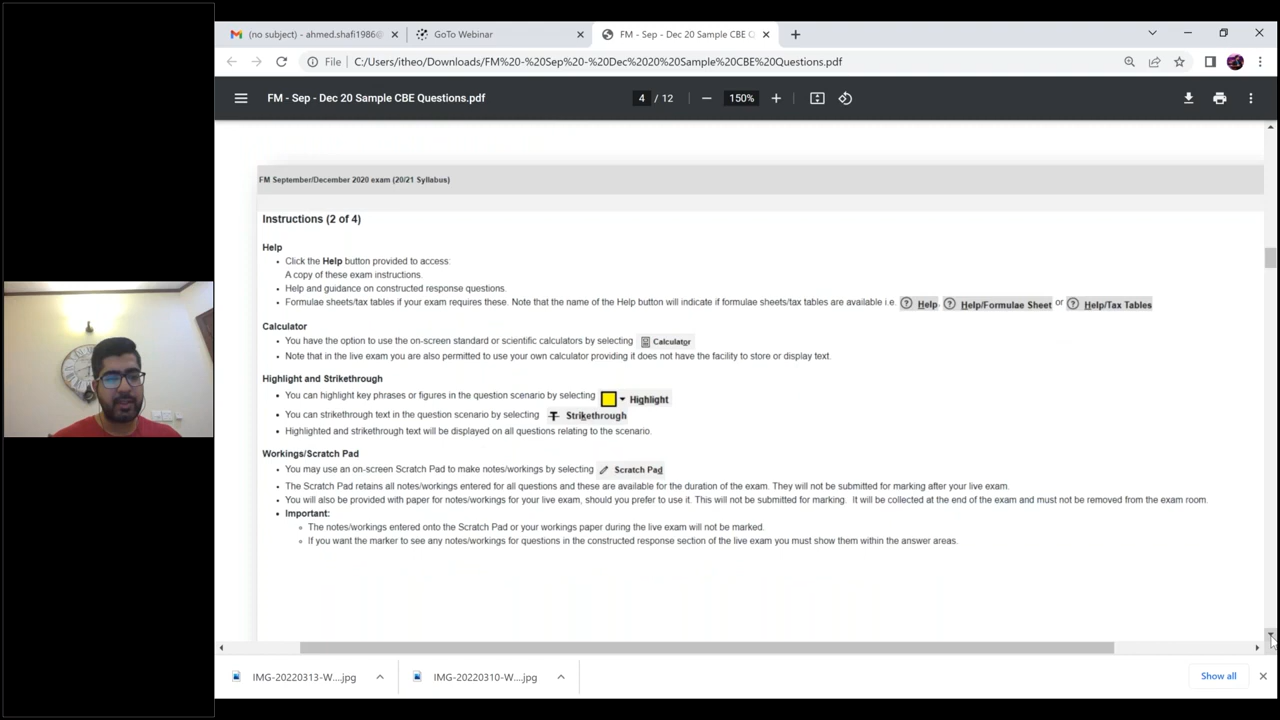 (no subject) - ahmed.shafi1986@
GoTo Webinar
FM - Sep - Dec 20 Sample CBE Q
File
C:/Users/itheo/Downloads/FM%20-%20Sep%20-%20Dec%2020%20Sample%20CBE%20Questions.pdf
FM - Sep - Dec 20 Sample CBE Questions.pdf
4 / 12
150%
FM September/December 2020 exam (20/21 Syllabus)
Instructions (2 of 4)
Help
• Click the Help button provided to access:
A copy of these exam instructions.
• Help and guidance on constructed response questions.
• Formulae sheets/tax tables if your exam requires these. Note that the name of the Help button will indicate if formulae sheets/tax tables are available i.e. Help, Help/Formulae Sheet or Help/Tax Tables
Calculator
• You have the option to use the on-screen standard or scientific calculators by selecting Calculator
• Note that in the live exam you are also permitted to use your own calculator providing it does not have the facility to store or display text.
Highlight and Strikethrough
• You can highlight key phrases or figures in the question scenario by selecting Highlight
• You can strikethrough text in the question scenario by selecting Strikethrough
• Highlighted and strikethrough text will be displayed on all questions relating to the scenario.
Workings/Scratch Pad
• You may use an on-screen Scratch Pad to make notes/workings by selecting Scratch Pad
• The Scratch Pad retains all notes/workings entered for all questions and these are available for the duration of the exam. They will not be submitted for marking after your live exam.
• You will also be provided with paper for notes/workings for your live exam, should you prefer to use it. This will not be submitted for marking. It will be collected at the end of the exam and must not be removed from the exam room.
• Important:
The notes/workings entered onto the Scratch Pad or your workings paper during the live exam will not be marked.
If you want the marker to see any notes/workings for questions in the constructed response section of the live exam you must show them within the answer areas.
IMG-20220313-W....jpg
IMG-20220310-W....jpg
Show all